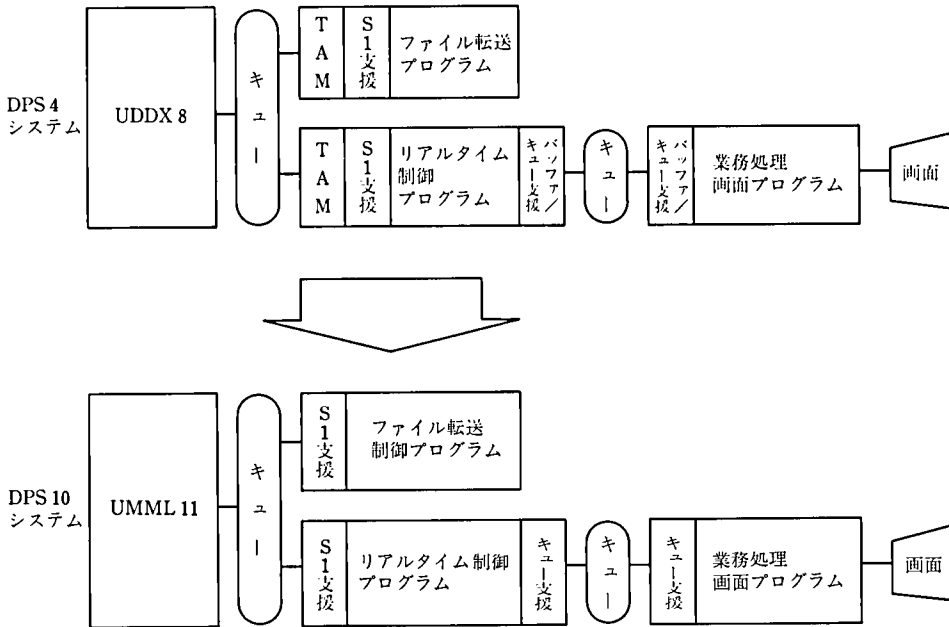 DPS 4
システム
UDDX 8
キュー
TAM
S1支援
ファイル転送
プログラム
TAM
S1支援
リアルタイム
制御
プログラム
バッファ/
キュー支援
キュー
バッファ/
キュー支援
業務処理
画面プログラム
画面
DPS 10
システム
UMML 11
キュー
S1支援
ファイル転送
制御プログラム
S1支援
リアルタイム制御
プログラム
キュー支援
キュー
キュー支援
業務処理
画面プログラム
画面